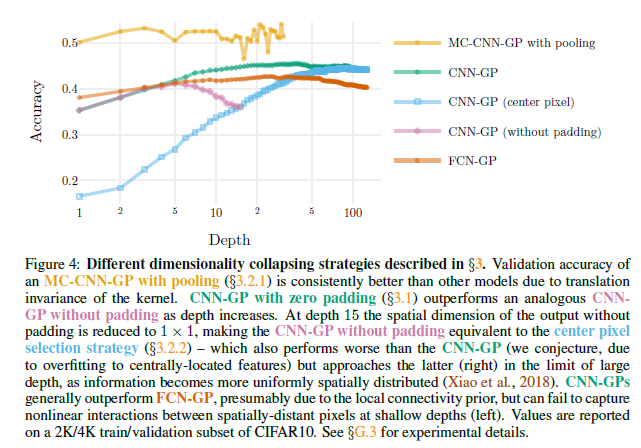 0.5
0.4
0.3
0.2
Accuracy
1
2
5
10
2
5
100
Depth
MC-CNN-GP with pooling
CNN-GP
CNN-GP (center pixel)
CNN-GP (without padding)
FCN-GP
Figure 4: Different dimensionality collapsing strategies described in §3. Validation accuracy of
an MC-CNN-GP with pooling (§3.2.1) is consistently better than other models due to translation
invariance of the kernel. CNN-GP with zero padding (§3.1) outperforms an analogous CNN-
GP without padding as depth increases. At depth 15 the spatial dimension of the output without
padding is reduced to 1 × 1, making the CNN-GP without padding equivalent to the center pixel
selection strategy (§3.2.2) – which also performs worse than the CNN-GP (we conjecture, due
to overfitting to centrally-located features) but approaches the latter (right) in the limit of large
depth, as information becomes more uniformly spatially distributed (Xiao et al., 2018). CNN-GPs
generally outperform FCN-GP, presumably due to the local connectivity prior, but can fail to capture
nonlinear interactions between spatially-distant pixels at shallow depths (left). Values are reported
on a 2K/4K train/validation subset of CIFAR10. See §G.3 for experimental details.